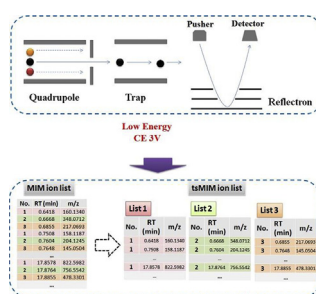 Pusher Detector
Quadrupole Trap Reflectron
Low Energy
CE 3V
MIM ion list tsMIM ion list
No. RT (min) m/z
1 0.6418 160.1340
2 0.6668 348.0712
3 0.6855 217.0693
1 0.7508 158.1187
2 0.7604 204.1245
3 0.7648 145.0504
...
1 17.8578 822.5982
2 17.8764 756.5542
3 17.8855 478.3301
...
List 1
No. RT (min) m/z
1 0.6418 160.1340
1 0.7508 158.1187
...
1 17.8578 822.5982
List 2
No. RT (min) m/z
2 0.6668 348.0712
2 0.7604 204.1245
...
2 17.8764 756.5542
List 3
No. RT (min) m/z
3 0.6855 217.0693
3 0.7648 145.0504
...
3 17.8855 478.3301